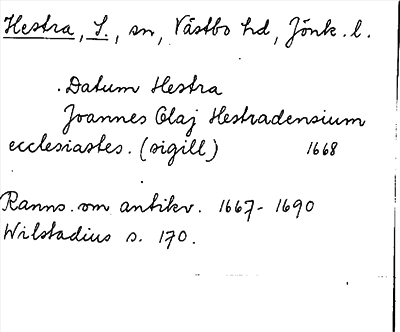 Hestra, S., sn, Västbo hd, Jönk. l.
. Datum Hestra
Joannes Olaj Hestradensium
ecclesiastes. (sigill) 1668
Ranns. om antikv. 1667-1690
Wilstadius s. 170.